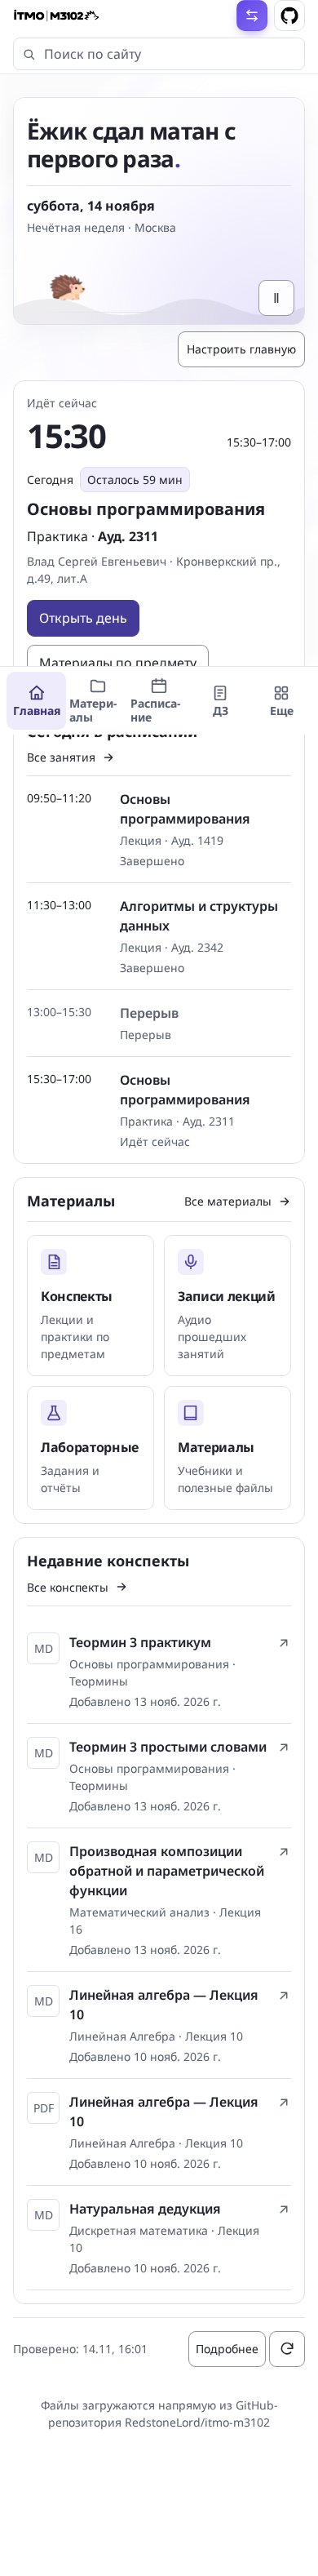 ITMO | M3102
Поиск по сайту
Ёжик сдал матан с
первого раза.
суббота, 14 ноября
Нечётная неделя · Москва
Настроить главную
Идёт сейчас
15:30
15:30–17:00
Сегодня
Осталось 59 мин
Основы программирования
Практика · Ауд. 2311
Влад Сергей Евгеньевич · Кронверкский пр.,
д.49, лит.А
Открыть день
Материалы по предмету
Главная
Матери-
алы
Расписа-
ние
ДЗ
Еще
Сегодня в расписании
Все занятия →
09:50–11:20
Основы
программирования
Лекция · Ауд. 1419
Завершено
11:30–13:00
Алгоритмы и структуры
данных
Лекция · Ауд. 2342
Завершено
13:00–15:30
Перерыв
Перерыв
15:30–17:00
Основы
программирования
Практика · Ауд. 2311
Идёт сейчас
Материалы
Все материалы →
Конспекты
Лекции и
практики по
предметам
Записи лекций
Аудио
прошедших
занятий
Лабораторные
Задания и
отчёты
Материалы
Учебники и
полезные файлы
Недавние конспекты
Все конспекты →
MD
Теормин 3 практикум
Основы программирования ·
Теормины
Добавлено 13 нояб. 2026 г.
MD
Теормин 3 простыми словами
Основы программирования ·
Теормины
Добавлено 13 нояб. 2026 г.
MD
Производная композиции
обратной и параметрической
функции
Математический анализ · Лекция
16
Добавлено 13 нояб. 2026 г.
MD
Линейная алгебра — Лекция
10
Линейная Алгебра · Лекция 10
Добавлено 10 нояб. 2026 г.
PDF
Линейная алгебра — Лекция
10
Линейная Алгебра · Лекция 10
Добавлено 10 нояб. 2026 г.
MD
Натуральная дедукция
Дискретная математика · Лекция
10
Добавлено 10 нояб. 2026 г.
Проверено: 14.11, 16:01
Подробнее
Файлы загружаются напрямую из GitHub-
репозитория RedstoneLord/itmo-m3102